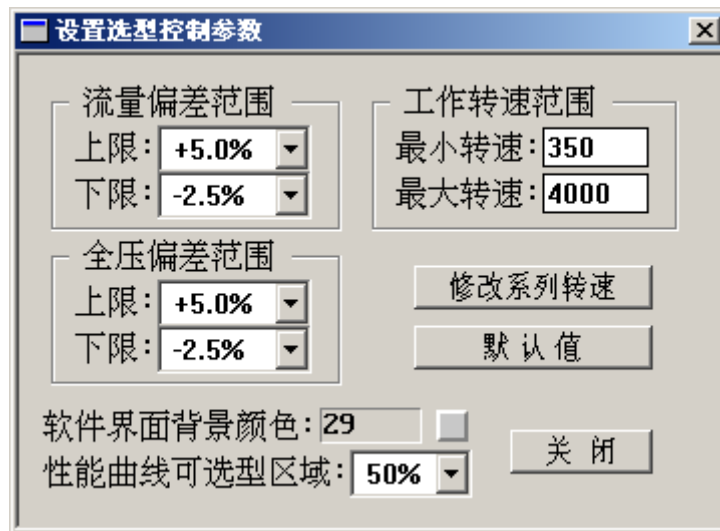 设置选型控制参数
流量偏差范围
上限: +5.0%
下限: -2.5%
工作转速范围
最小转速: 350
最大转速: 4000
全压偏差范围
上限: +5.0%
下限: -2.5%
修改系列转速
默认值
软件界面背景颜色: 29
性能曲线可选型区域: 50%
关闭